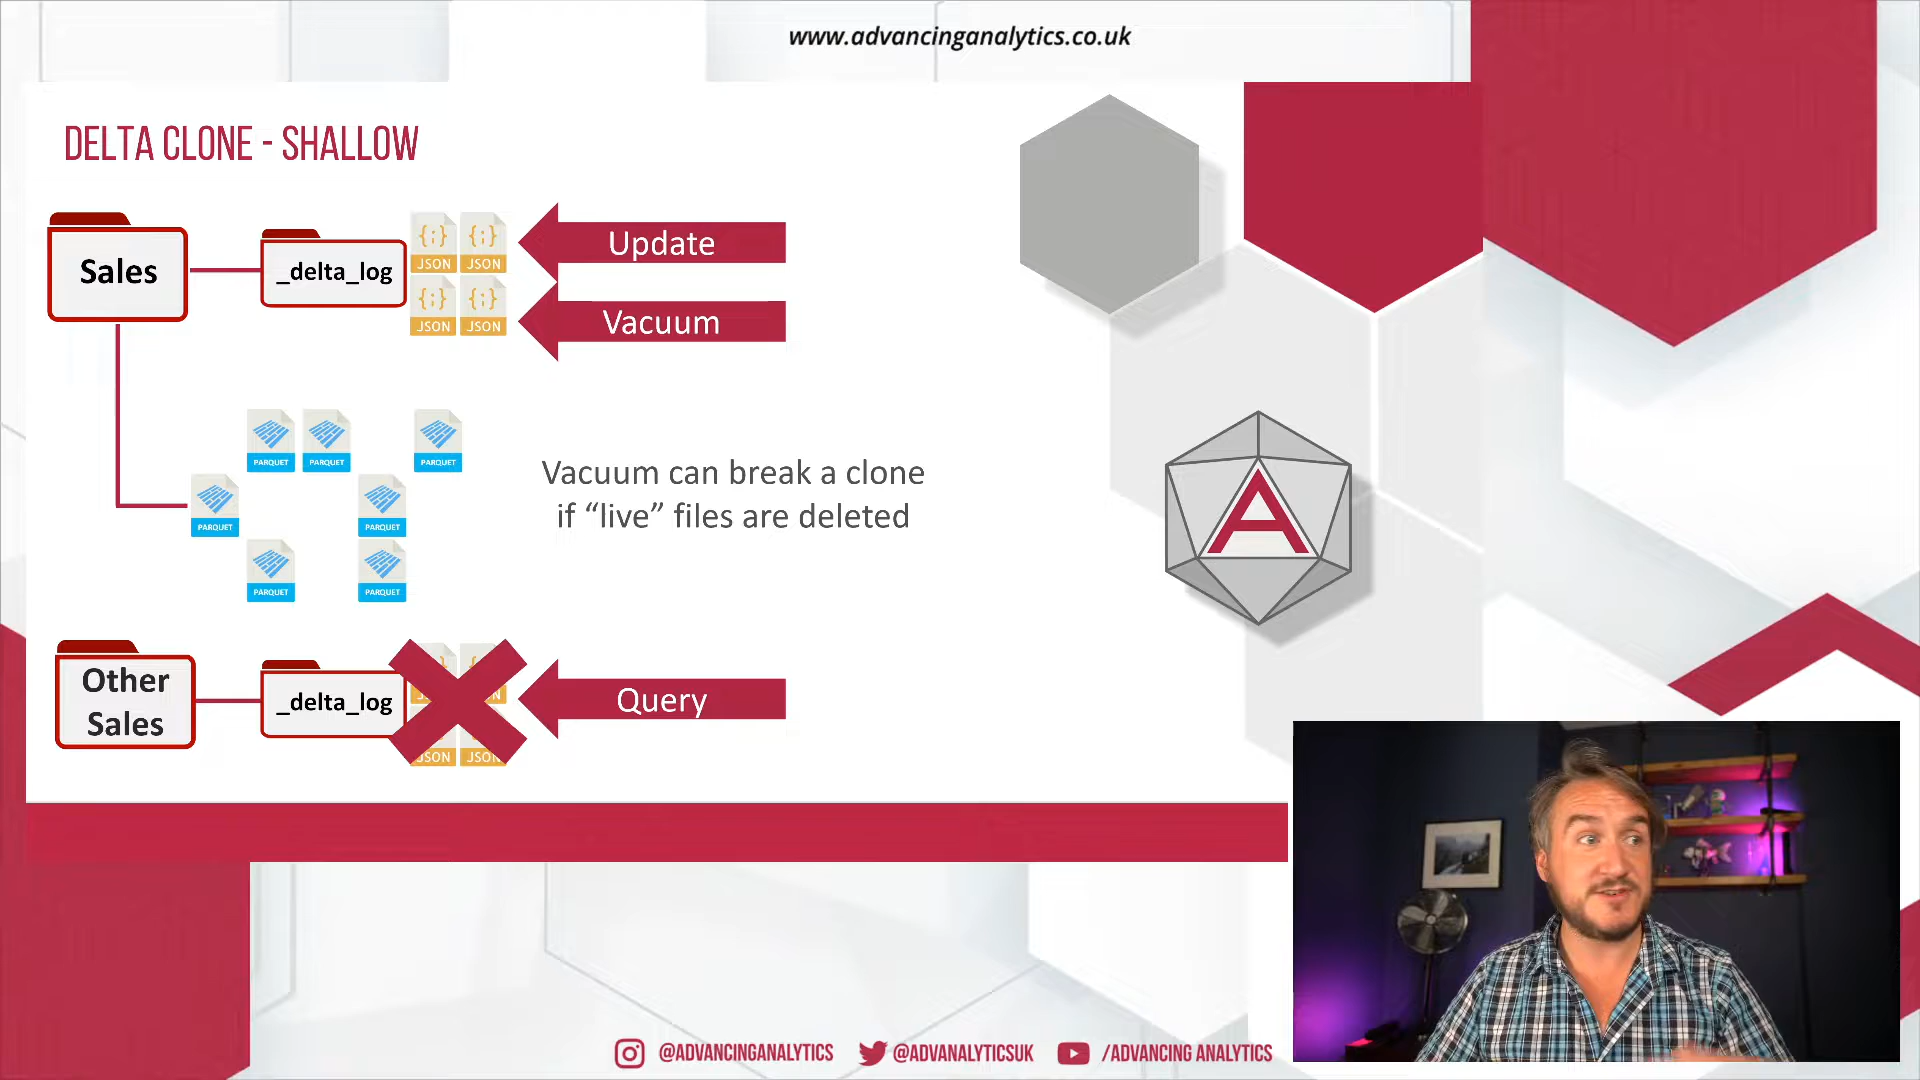 www.advancinganalytics.co.uk
DELTA CLONE - SHALLOW
Sales
_delta_log
JSON JSON
JSON JSON
Update
Vacuum
PARQUET PARQUET PARQUET
PARQUET PARQUET
PARQUET PARQUET
Vacuum can break a clone
if “live” files are deleted
Other
Sales
_delta_log
Query
A
@ADVANCINGANALYTICS @ADVANALYTICSUK /ADVANCING ANALYTICS